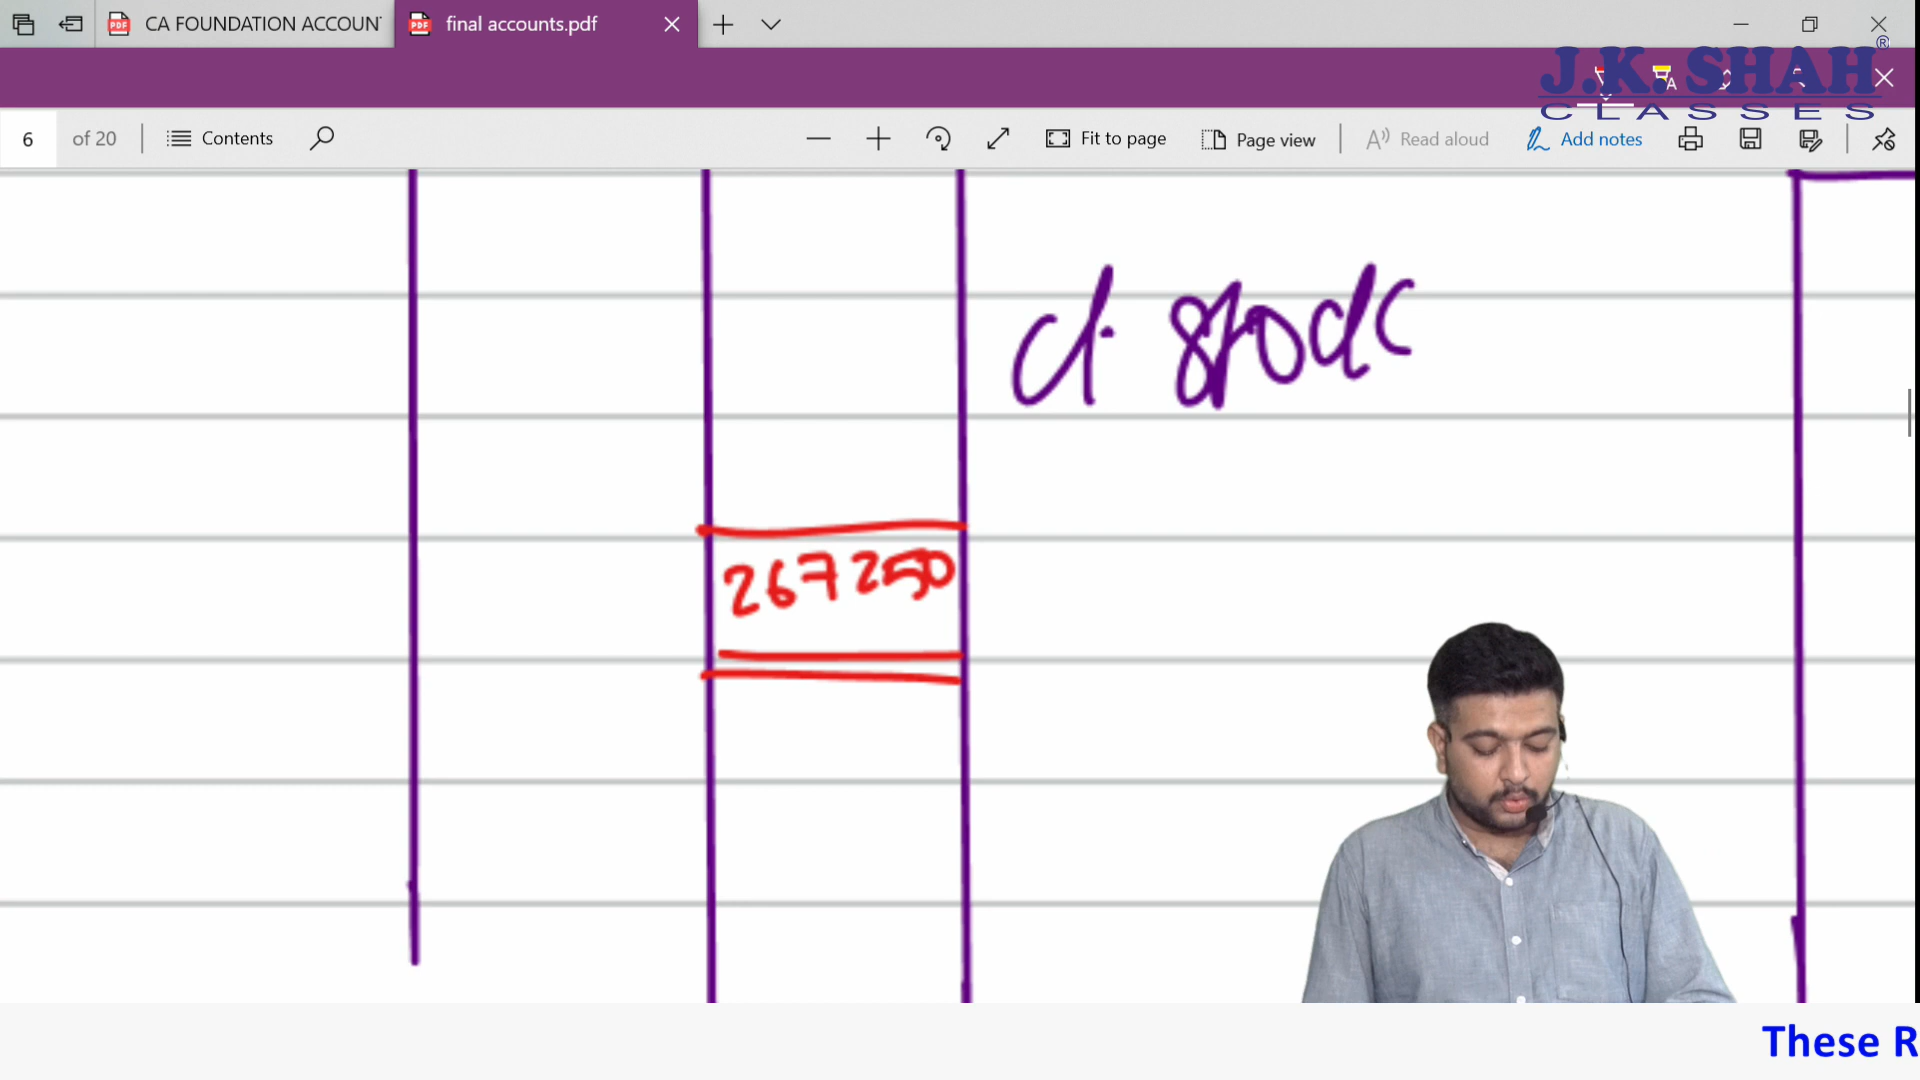 CA FOUNDATION ACCOUN
final accounts.pdf
J.K. SHAH®
CLASSES
6 of 20
Contents
Fit to page
Page view
Read aloud
Add notes
cl. stock
267250
These R